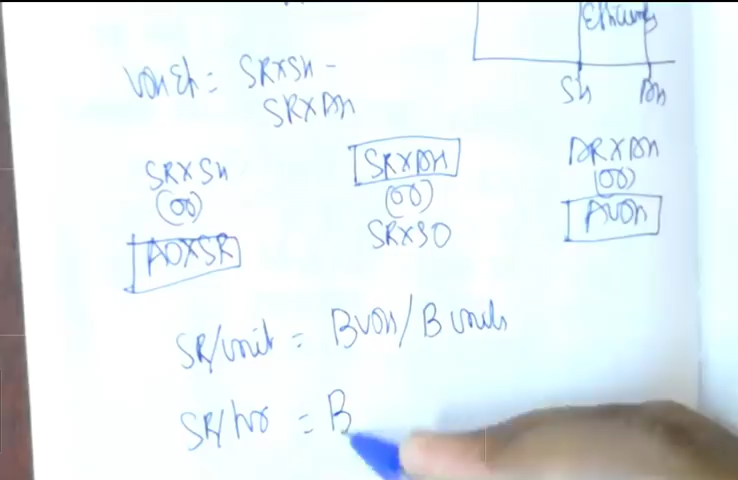 Efficiency
Sh Ah
VOH Eff = SR×SH -
SR×AH
SR×SH SR×AH AR×AH
(or) (or) (or)
AO×SR SR×SO AVOH
SR/unit = BVOH/B units
SR/hr = B